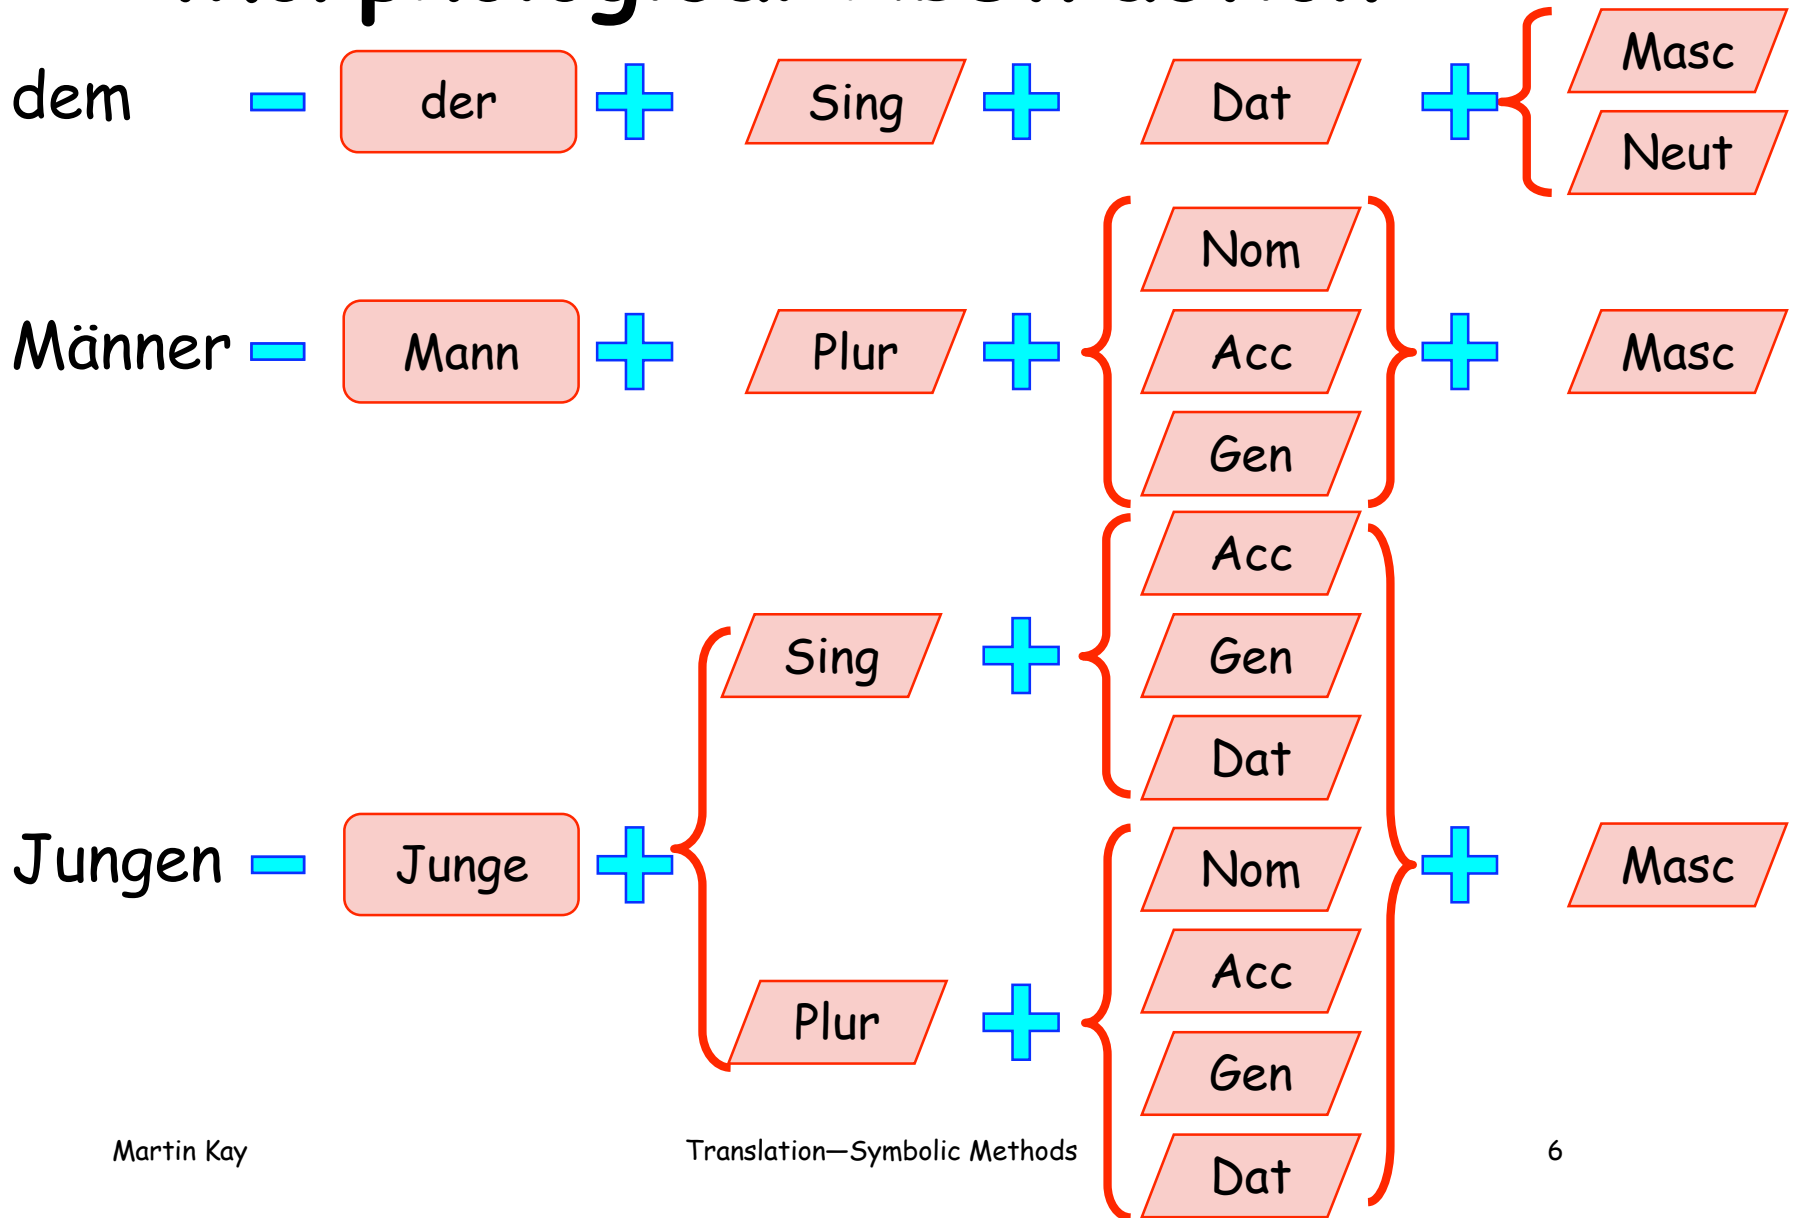 dem der Sing Dat Masc
Neut
Nom
Männer Mann Plur Acc Masc
Gen
Acc
Sing Gen
Dat
Jungen Junge Nom Masc
Acc
Plur
Gen
Dat
Martin Kay Translation—Symbolic Methods 6